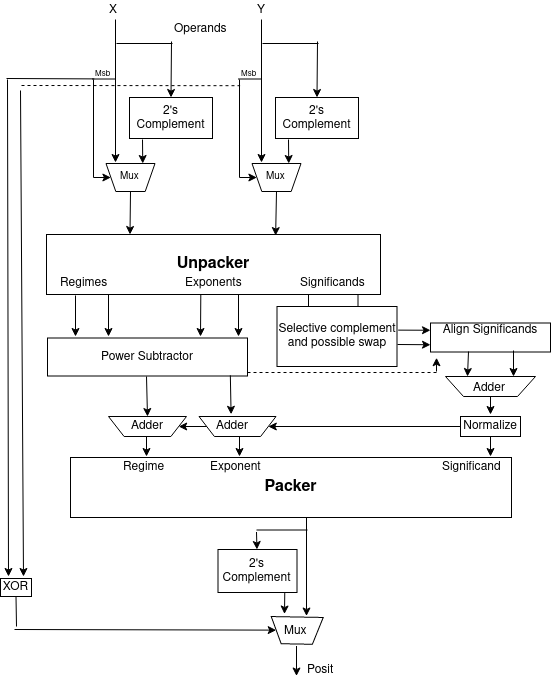 X
Y
Operands
Msb
Msb
2's
Complement
2's
Complement
Mux
Mux
Unpacker
Regimes
Exponents
Significands
Selective complement
and possible swap
Align Significands
Power Subtractor
Adder
Adder
Adder
Normalize
Regime
Exponent
Significand
Packer
2's
Complement
XOR
Mux
Posit